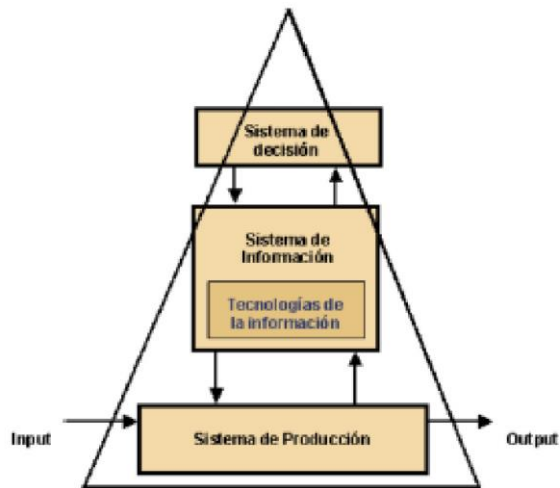 Sistema de
decisión
Sistema de
Información
Tecnologías de
la información
Input
Sistema de Producción
Output